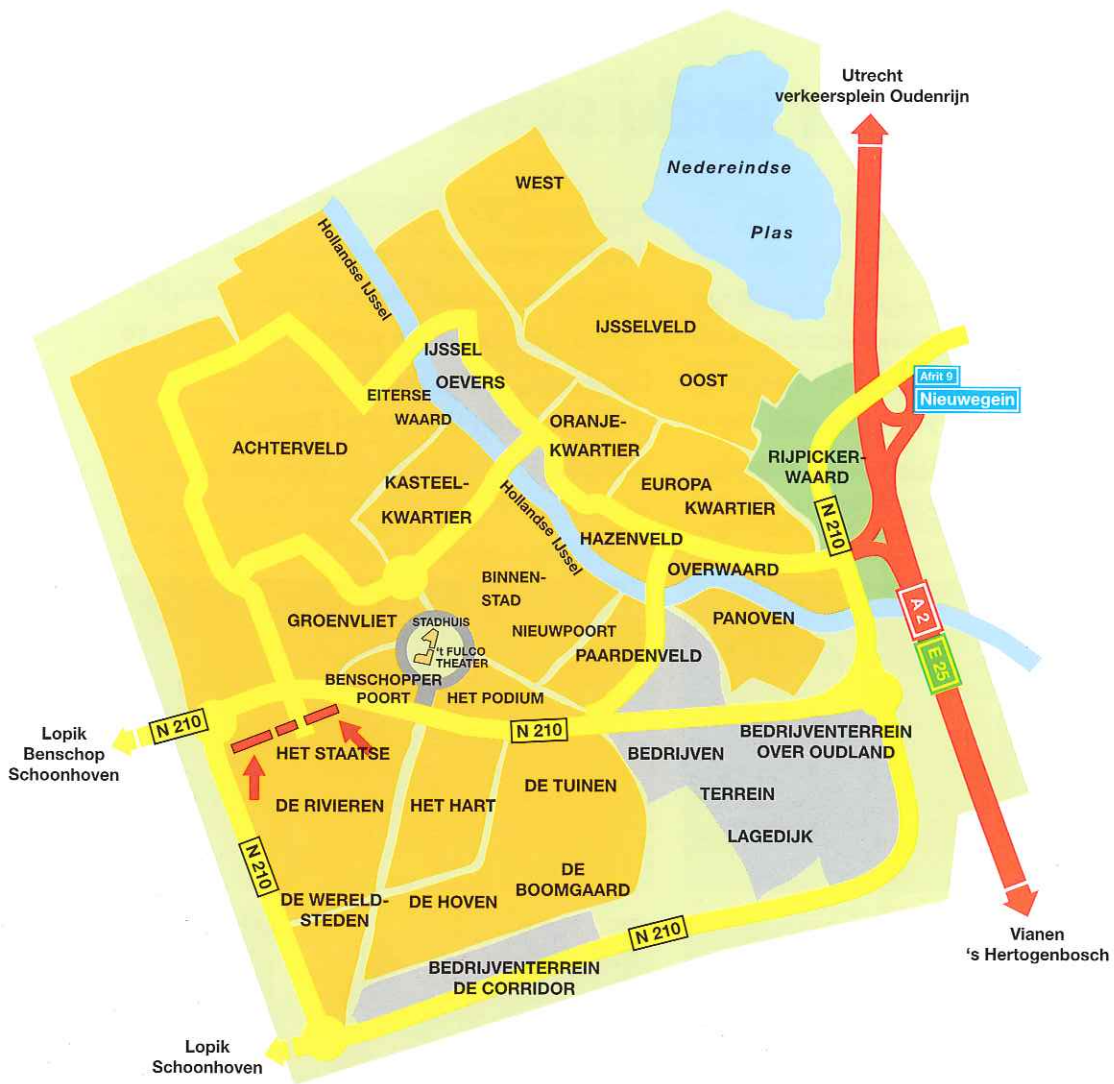 Utrecht
verkeersplein Oudenrijn
Nedereindse
Plas
WEST
Hollandse IJssel
IJSSELVELD
OOST
IJSSEL
OEVERS
EITERSE
WAARD
Afrit 9
Nieuwegein
ORANJE-
KWARTIER
ACHTERVELD
RIJPICKER-
WAARD
KASTEEL-
KWARTIER
EUROPA
KWARTIER
N 210
Hollandse IJssel
HAZENVELD
OVERWAARD
BINNEN-
STAD
A 2
E 25
GROENVLIET
STADHUIS
't FULCO
THEATER
NIEUWPOORT
PANOVEN
PAARDENVELD
BENSCHOPPER
POORT
HET PODIUM
N 210
N 210
Lopik
Benschop
Schoonhoven
HET STAATSE
BEDRIJVEN
TERREIN
LAGEDIJK
BEDRIJVENTERREIN
OVER OUDLAND
DE RIVIEREN
HET HART
DE TUINEN
N 210
DE
BOOMGAARD
DE WERELD-
STEDEN
DE HOVEN
N 210
Vianen
‘s Hertogenbosch
BEDRIJVENTERREIN
DE CORRIDOR
Lopik
Schoonhoven